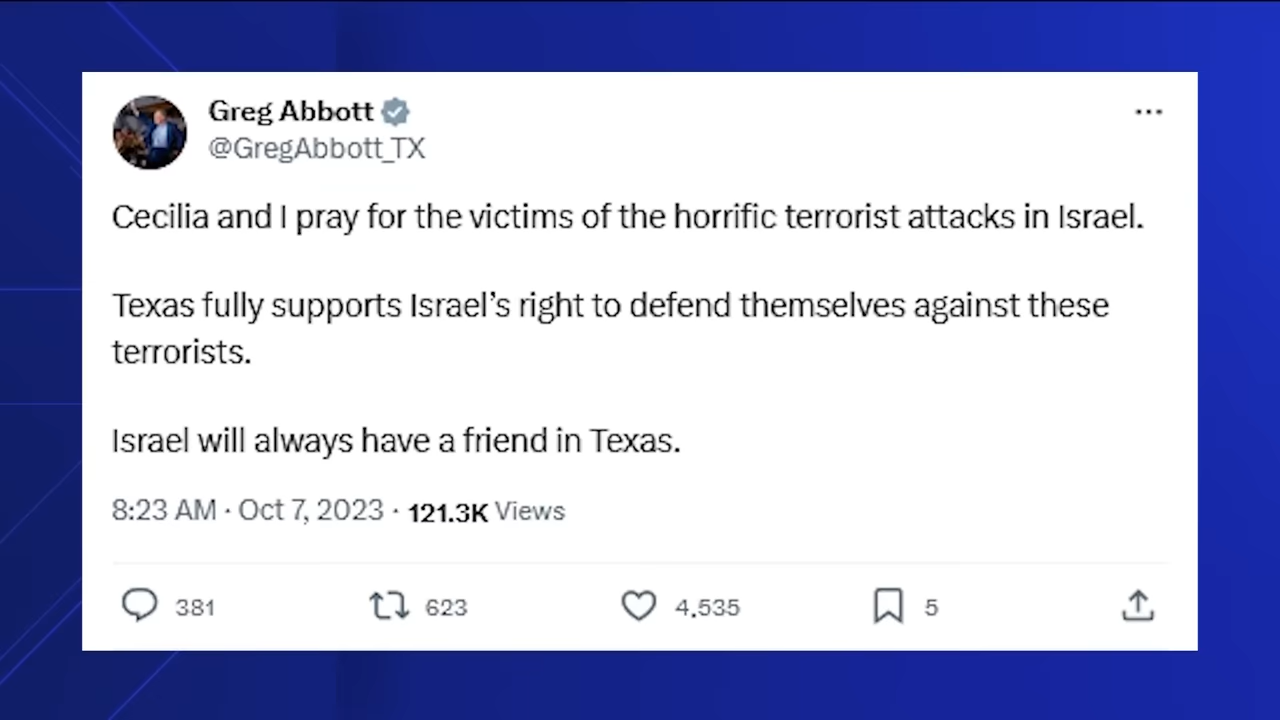 Greg Abbott
@GregAbbott_TX
Cecilia and I pray for the victims of the horrific terrorist attacks in Israel.
Texas fully supports Israel’s right to defend themselves against these
terrorists.
Israel will always have a friend in Texas.
8:23 AM · Oct 7, 2023 · 121.3K Views
381 623 4,535 5